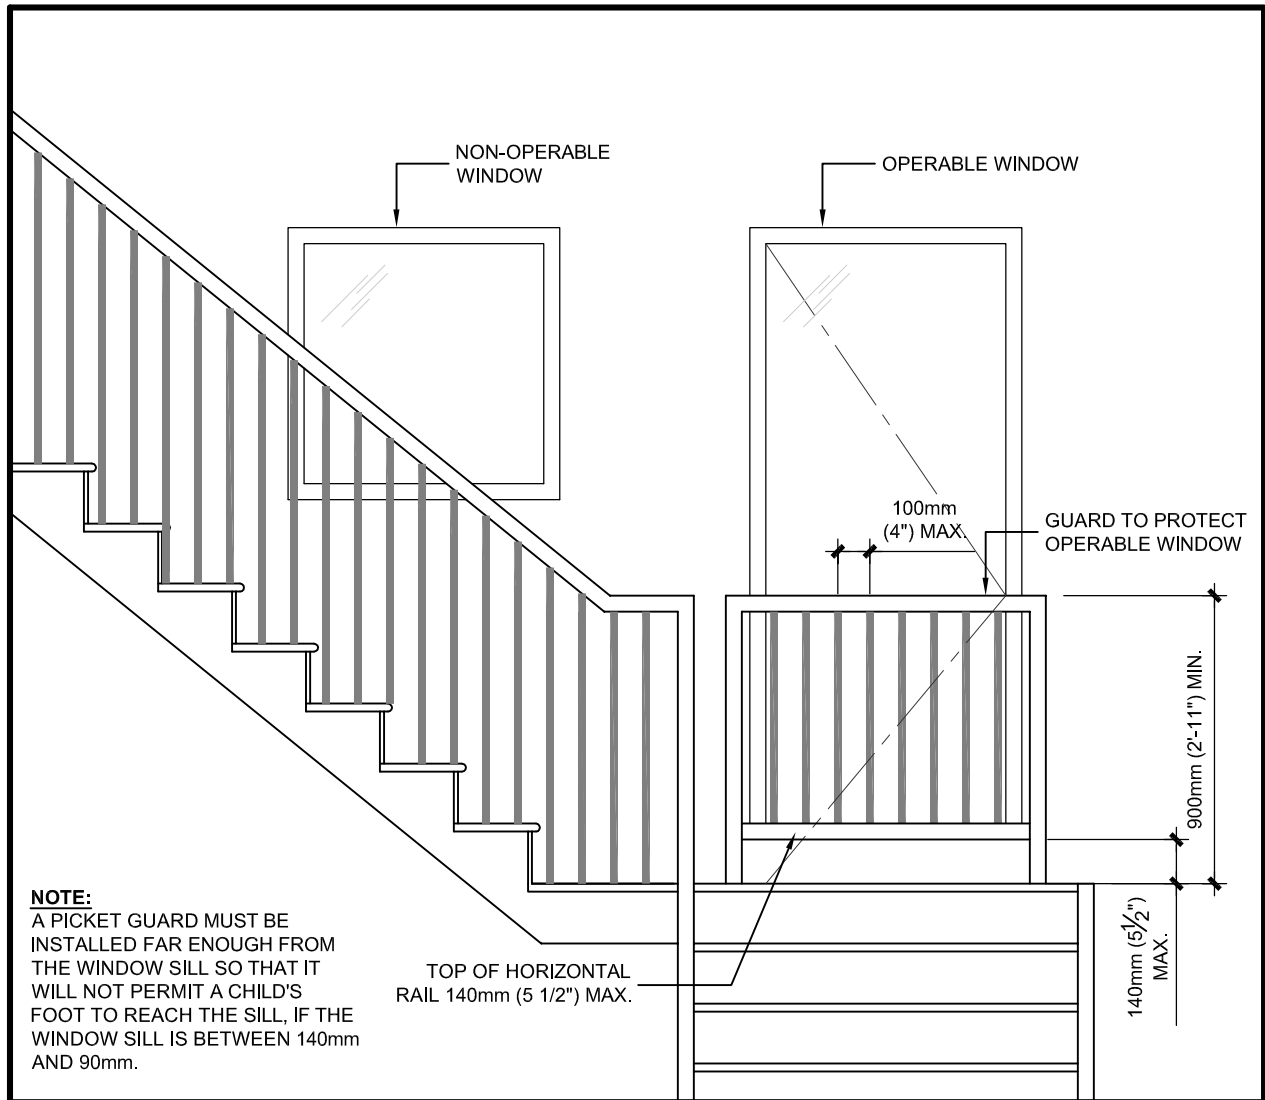 NON-OPERABLE
WINDOW
OPERABLE WINDOW
100mm
(4") MAX.
GUARD TO PROTECT
OPERABLE WINDOW
900mm (2'-11") MIN.
140mm (5½")
MAX.
TOP OF HORIZONTAL
RAIL 140mm (5 1/2") MAX.
NOTE:
A PICKET GUARD MUST BE
INSTALLED FAR ENOUGH FROM
THE WINDOW SILL SO THAT IT
WILL NOT PERMIT A CHILD'S
FOOT TO REACH THE SILL, IF THE
WINDOW SILL IS BETWEEN 140mm
AND 90mm.